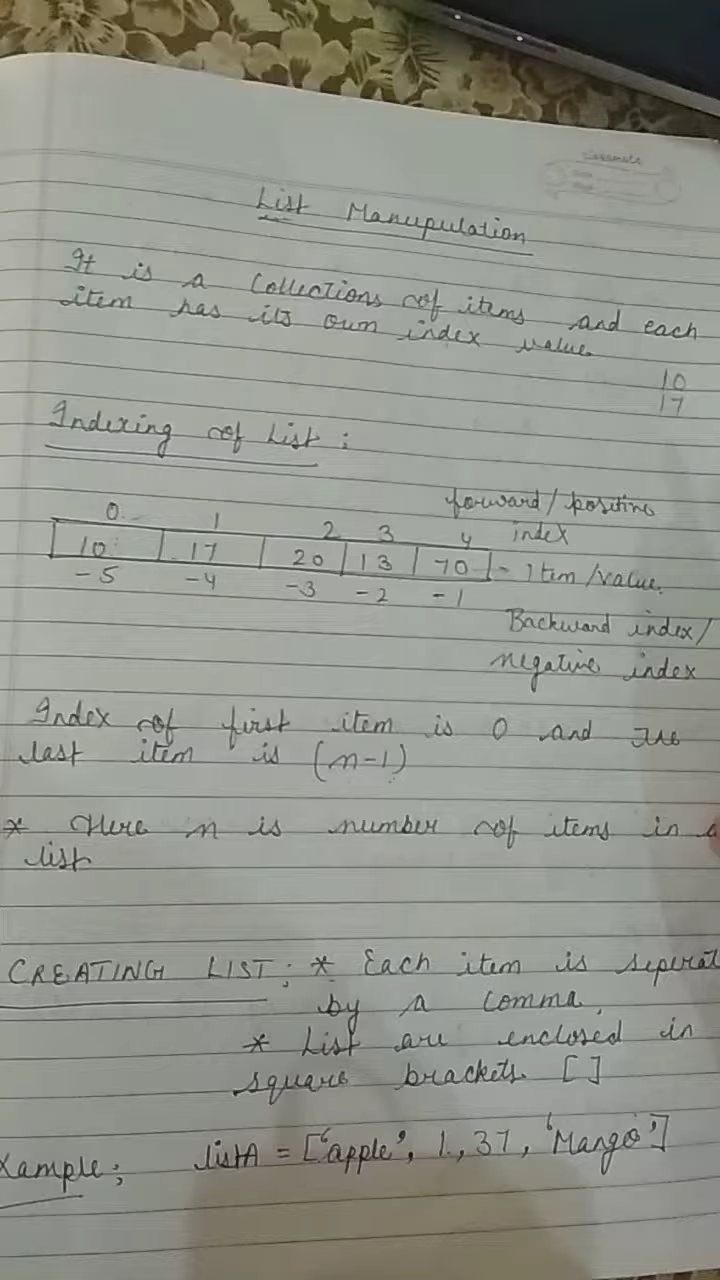 Classmate
List Manupulation
It is a Collections of items and each
item has its own index value.
10
17
Indexing of List :
forward/positive
index
0 1 2 3 4
10 17 20 13 70 - Item/value.
-5 -4 -3 -2 -1
Backward index/
negative index
Index of first item is 0 and the
last item is (n-1)
* Here n is number of items in a
list
CREATING LIST : * Each item is seperat
by a comma.
* List are enclosed in
square brackets. [ ]
xample ; listA = ['apple', 1, 37, 'Mango']